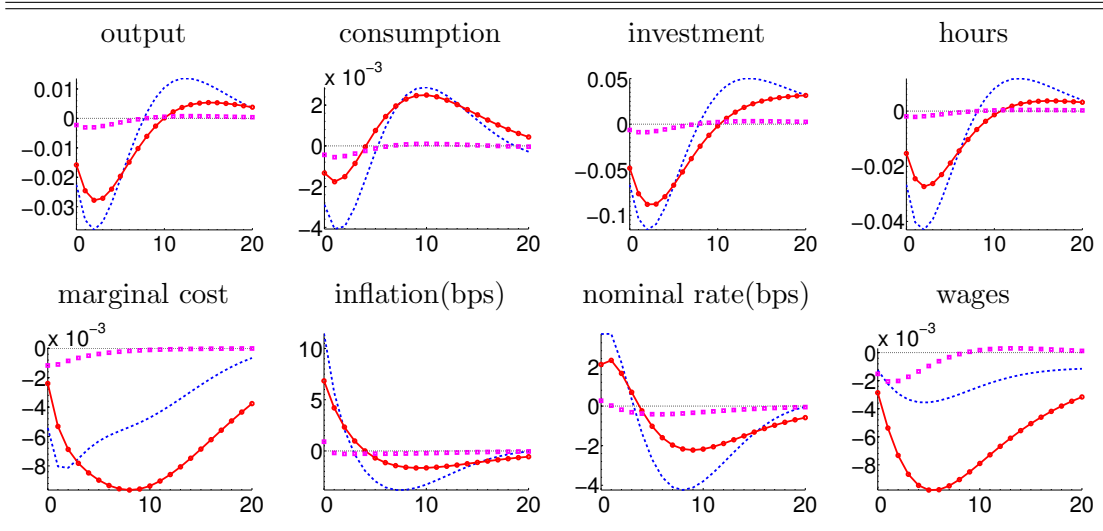 output consumption investment hours
x 10⁻³
0.01
0
−0.01
−0.02
−0.03
0 10 20
2
0
−2
−4
0 10 20
0.05
0
−0.05
−0.1
0 10 20
0
−0.02
−0.04
0 10 20
marginal cost inflation(bps) nominal rate(bps) wages
x 10⁻³
0
−2
−4
−6
−8
0 10 20
10
5
0
0 10 20
2
0
−2
−4
0 10 20
x 10⁻³
0
−2
−4
−6
−8
0 10 20